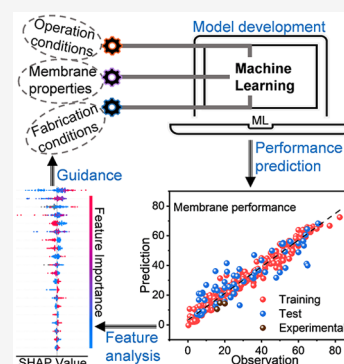 Operation
conditions
Membrane
properties
Fabrication
conditions
Model development
Machine
Learning
ML
Performance
prediction
Guidance
Feature Importance
SHAP Value
Feature
analysis
Membrane performance
Prediction
80
60
40
20
0
Training
Test
Experimental
0 20 40 60 80
Observation